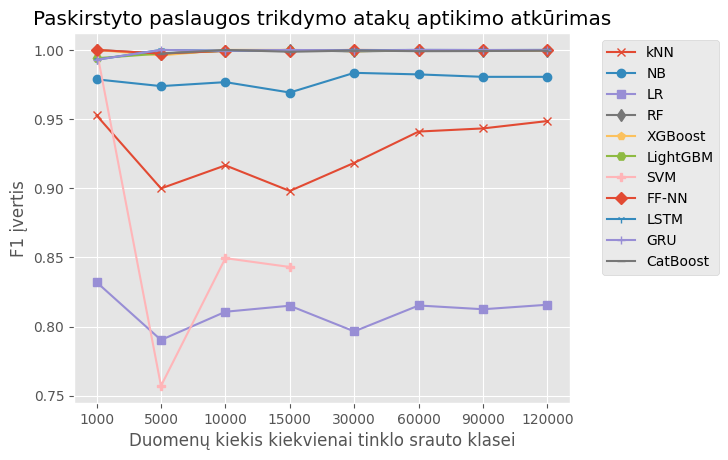 Paskirstyto paslaugos trikdymo atakų aptikimo atkūrimas
1.00
0.95
0.90
0.85
0.80
0.75
F1 įvertis
1000 5000 10000 15000 30000 60000 90000 120000
Duomenų kiekis kiekvienai tinklo srauto klasei
kNN
NB
LR
RF
XGBoost
LightGBM
SVM
FF-NN
LSTM
GRU
CatBoost